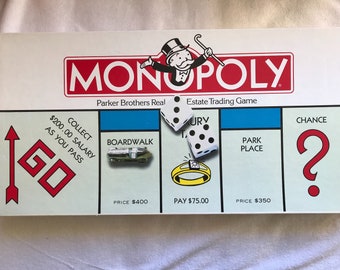 MONOPOLY
Parker Brothers Real Estate Trading Game
COLLECT
$200.00 SALARY
AS YOU PASS
GO
BOARDWALK
PRICE $400
URY
PAY $75.00
PARK
PLACE
PRICE $350
CHANCE
?